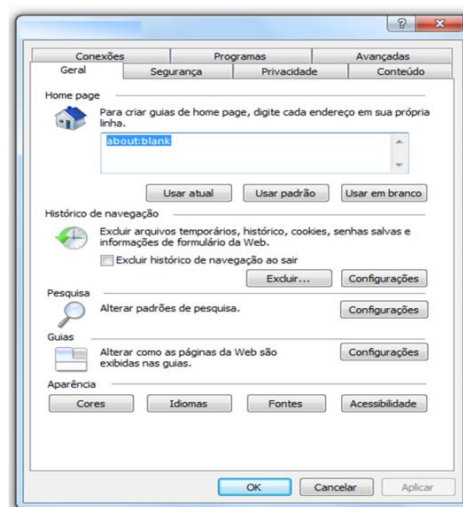 Conexões Programas Avançadas
Geral Segurança Privacidade Conteúdo
Home page
Para criar guias de home page, digite cada endereço em sua própria
linha.
about:blank
Usar atual Usar padrão Usar em branco
Histórico de navegação
Excluir arquivos temporários, histórico, cookies, senhas salvas e
informações de formulário da Web.
Excluir histórico de navegação ao sair
Excluir... Configurações
Pesquisa
Alterar padrões de pesquisa. Configurações
Guias
Alterar como as páginas da Web são Configurações
exibidas nas guias.
Aparência
Cores Idiomas Fontes Acessibilidade
OK Cancelar Aplicar